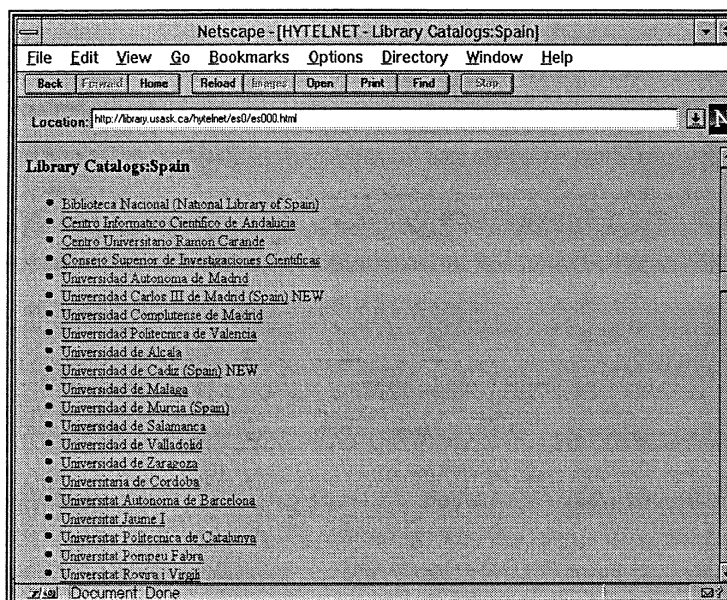 Netscape - [HYTELNET - Library Catalogs:Spain]
File Edit View Go Bookmarks Options Directory Window Help
Back Forward Home Reload Images Open Print Find Stop
Location: http://library.usask.ca/hytelnet/es0/es000.html N
Library Catalogs:Spain
Biblioteca Nacional (National Library of Spain)
Centro Informatico Cientifico de Andalucia
Centro Universitario Ramon Carande
Consejo Superior de Investigaciones Cientificas
Universidad Autonoma de Madrid
Universidad Carlos III de Madrid (Spain) NEW
Universidad Complutense de Madrid
Universidad Politecnica de Valencia
Universidad de Alcala
Universidad de Cadiz (Spain) NEW
Universidad de Malaga
Universidad de Murcia (Spain)
Universidad de Salamanca
Universidad de Valladolid
Universidad de Zaragoza
Universitaria de Cordoba
Universitat Autonoma de Barcelona
Universitat Jaume I
Universitat Politecnica de Catalunya
Universitat Pompeu Fabra
Universitat Rovira i Virgili
Document: Done